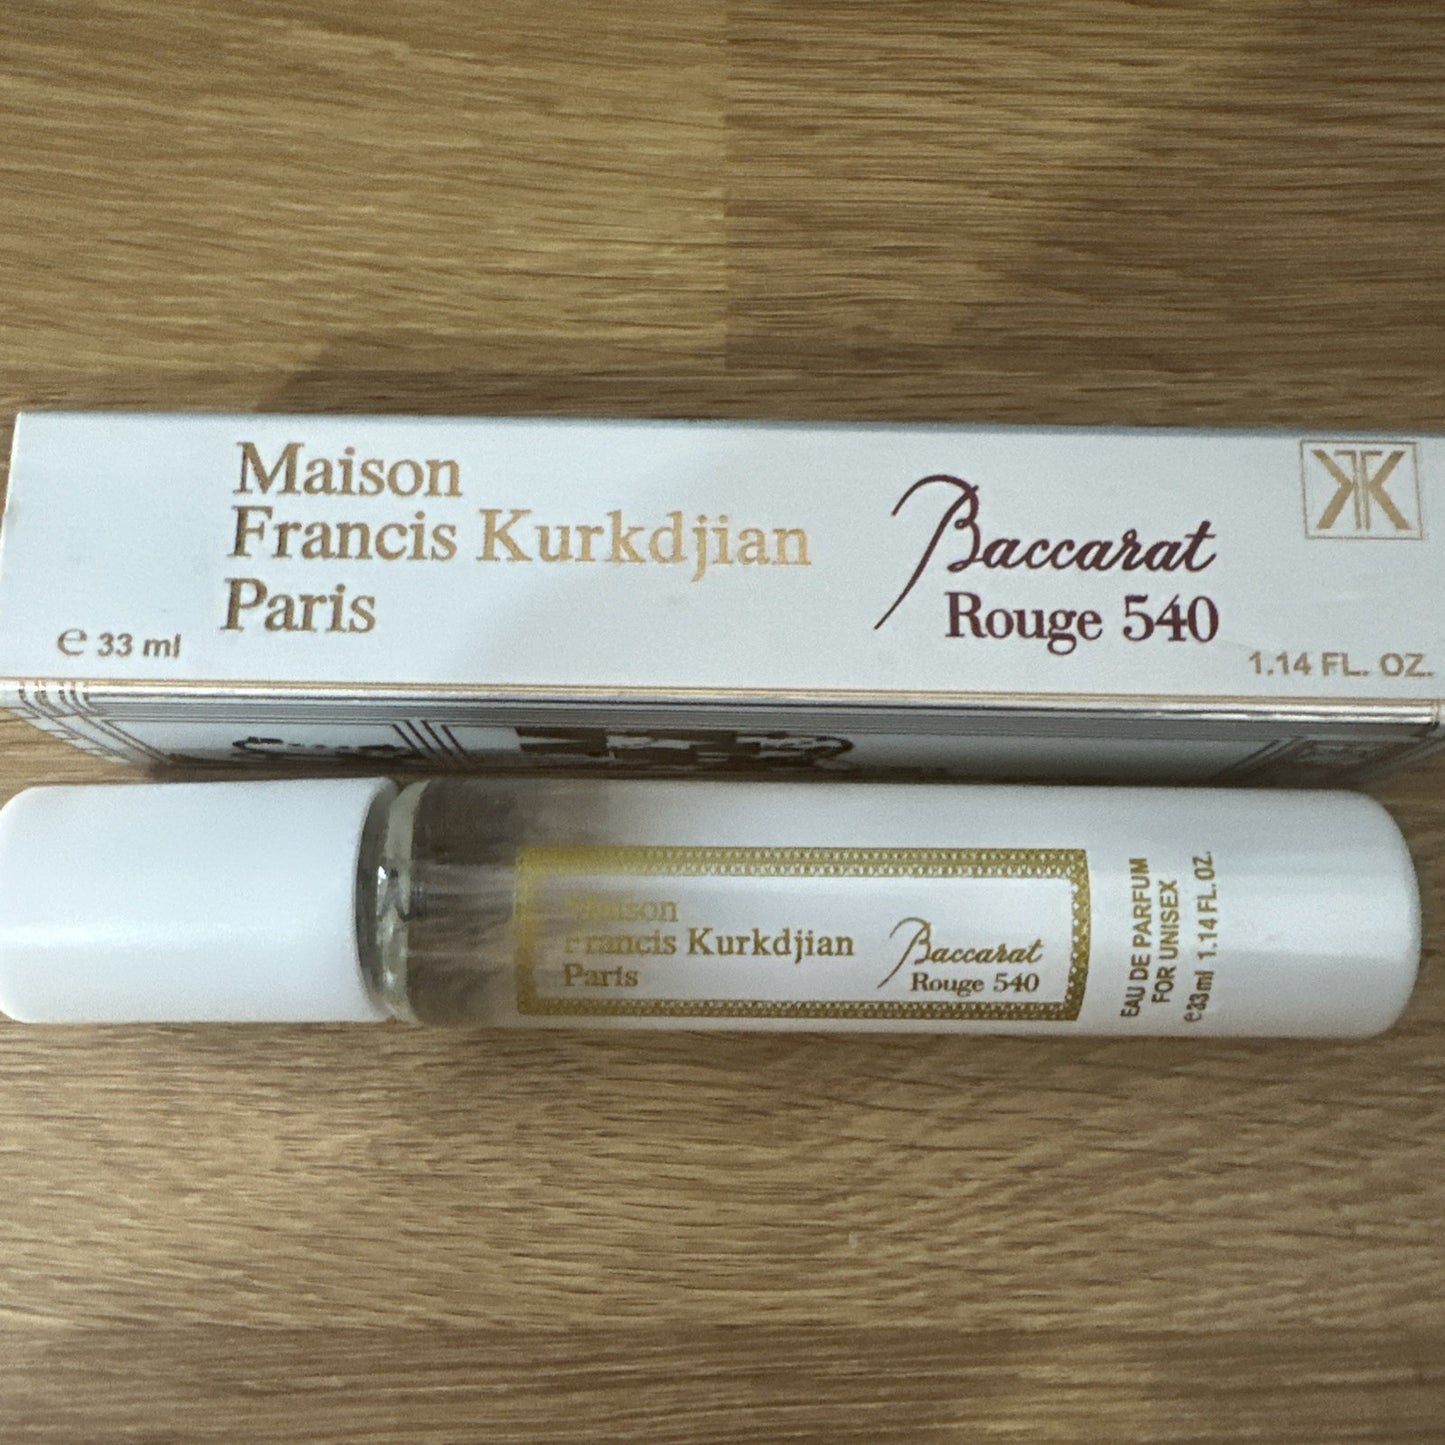 Maison
Francis Kurkdjian
Paris
℮ 33 ml
Baccarat
Rouge 540
1.14 FL. OZ.
Maison
Francis Kurkdjian
Paris
Baccarat
Rouge 540
EAU DE PARFUM
FOR UNISEX
℮33ml 1.14 FL.OZ.